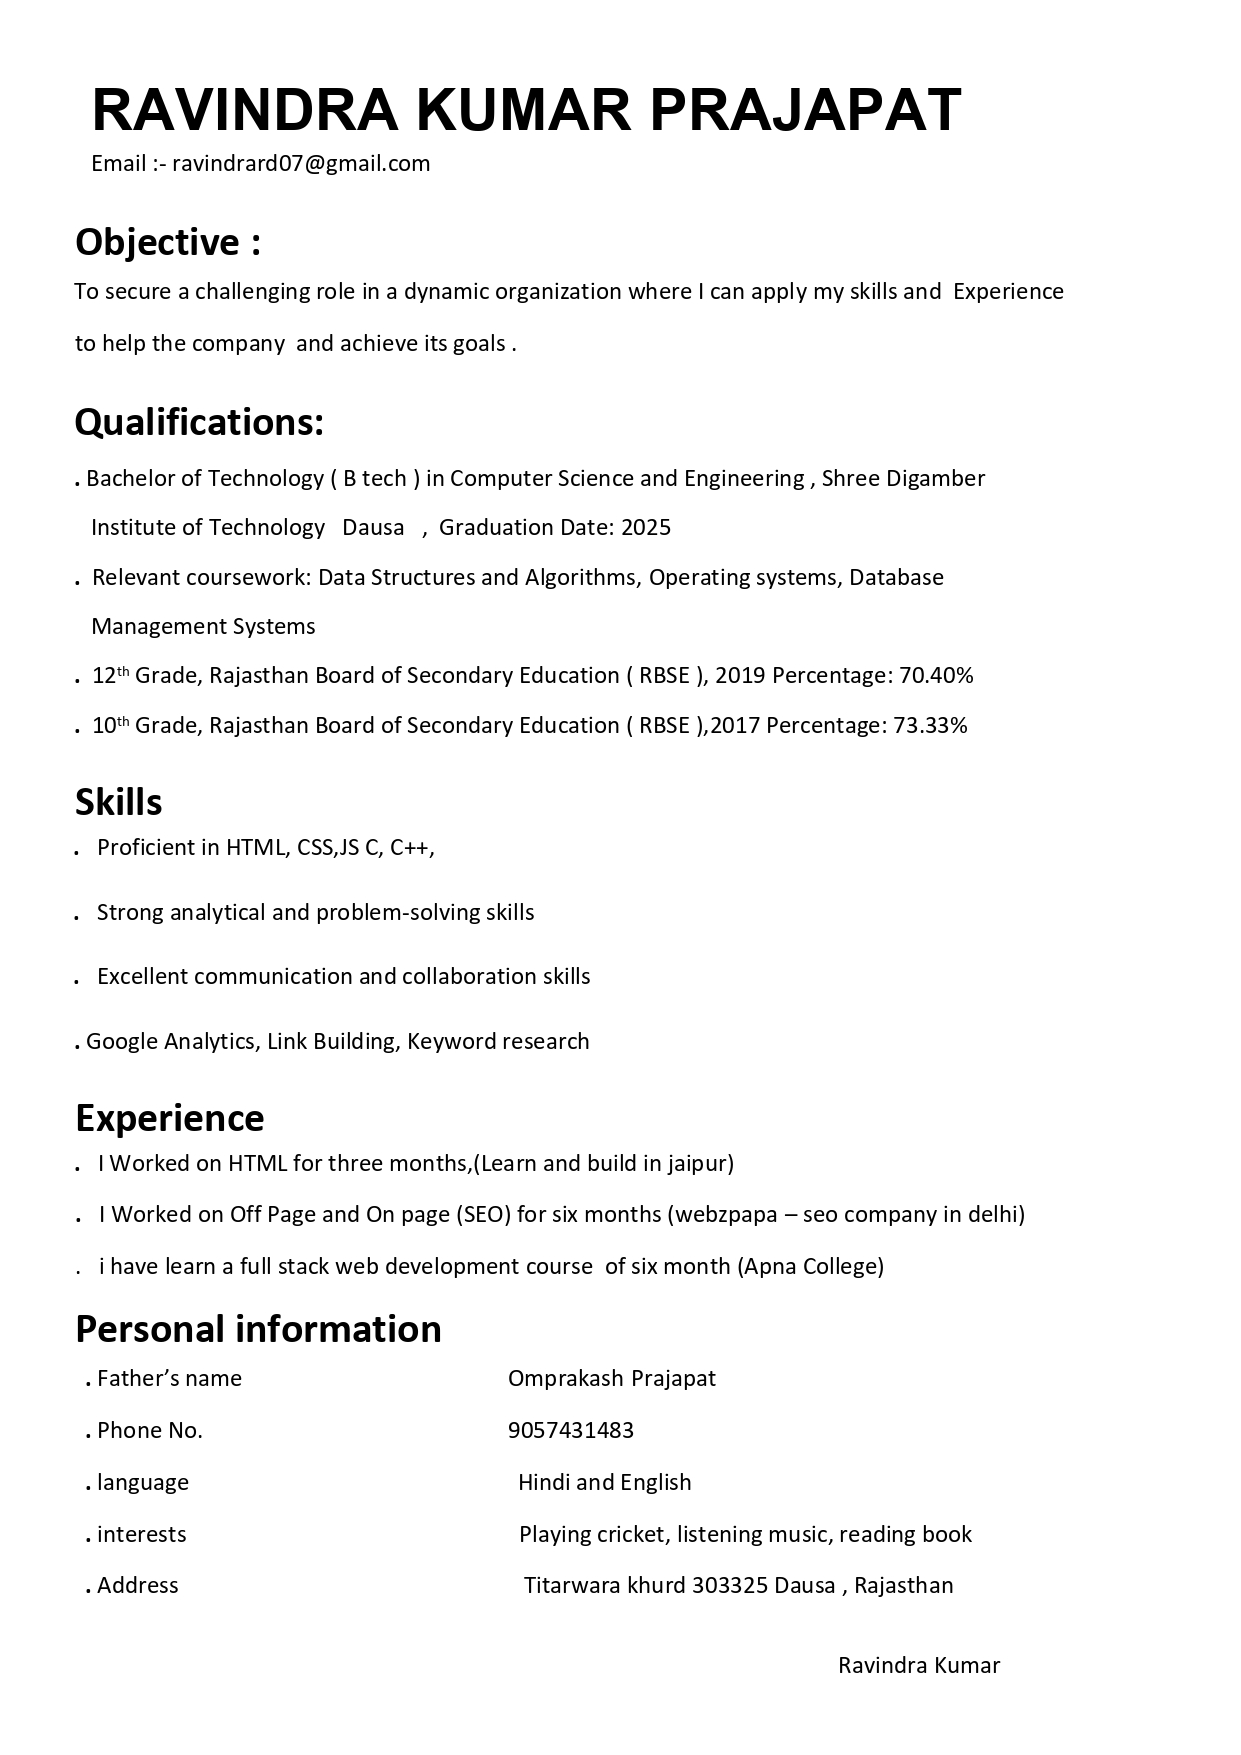 RAVINDRA KUMAR PRAJAPAT
Email :- ravindrard07@gmail.com
Objective :
To secure a challenging role in a dynamic organization where I can apply my skills and  Experience
to help the company  and achieve its goals .
Qualifications:
. Bachelor of Technology ( B tech ) in Computer Science and Engineering , Shree Digamber
Institute of Technology   Dausa   ,  Graduation Date: 2025
.  Relevant coursework: Data Structures and Algorithms, Operating systems, Database
Management Systems
.  12th Grade, Rajasthan Board of Secondary Education ( RBSE ), 2019 Percentage: 70.40%
.  10th Grade, Rajasthan Board of Secondary Education ( RBSE ),2017 Percentage: 73.33%
Skills
.   Proficient in HTML, CSS,JS C, C++,
.   Strong analytical and problem-solving skills
.   Excellent communication and collaboration skills
. Google Analytics, Link Building, Keyword research
Experience
.   I Worked on HTML for three months,(Learn and build in jaipur)
.   I Worked on Off Page and On page (SEO) for six months (webzpapa – seo company in delhi)
.   i have learn a full stack web development course  of six month (Apna College)
Personal information
. Father’s name   Omprakash Prajapat
. Phone No.   9057431483
. language   Hindi and English
. interests   Playing cricket, listening music, reading book
. Address   Titarwara khurd 303325 Dausa , Rajasthan
Ravindra Kumar